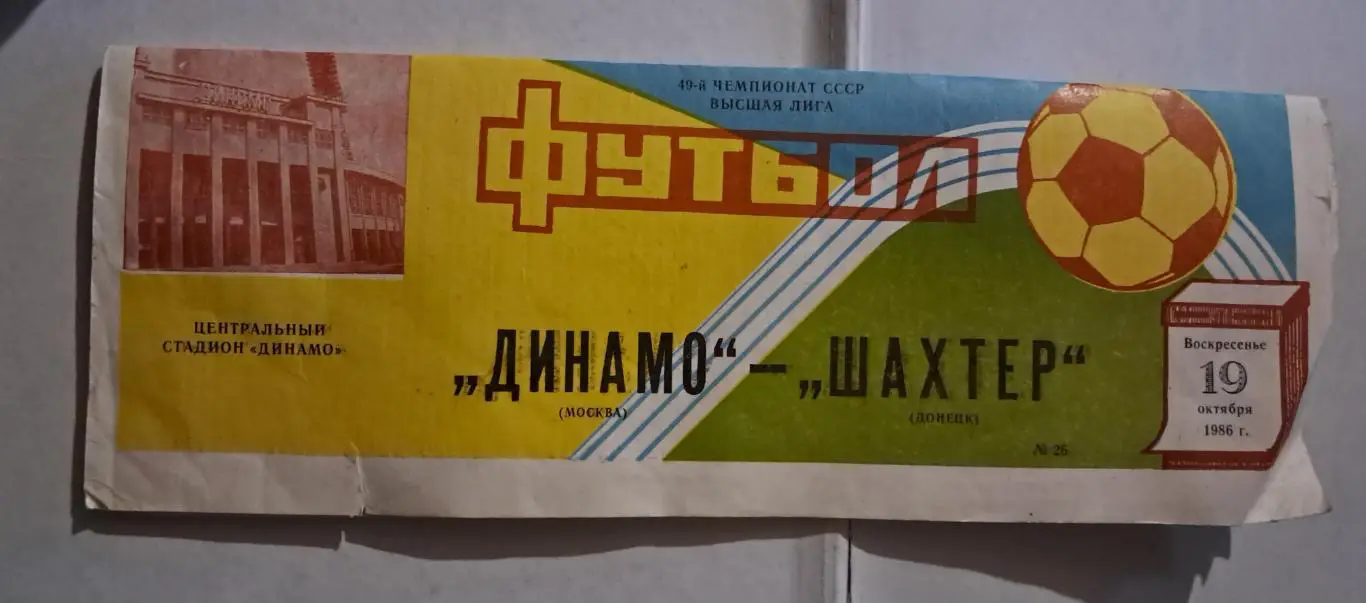 ДИНАМО
49-й ЧЕМПИОНАТ СССР
ВЫСШАЯ ЛИГА
ФУТБОЛ
ЦЕНТРАЛЬНЫЙ
СТАДИОН «ДИНАМО»
„ДИНАМО“ — „ШАХТЕР“
(МОСКВА)
(ДОНЕЦК)
№ 26
Воскресенье
19
октября
1986 г.